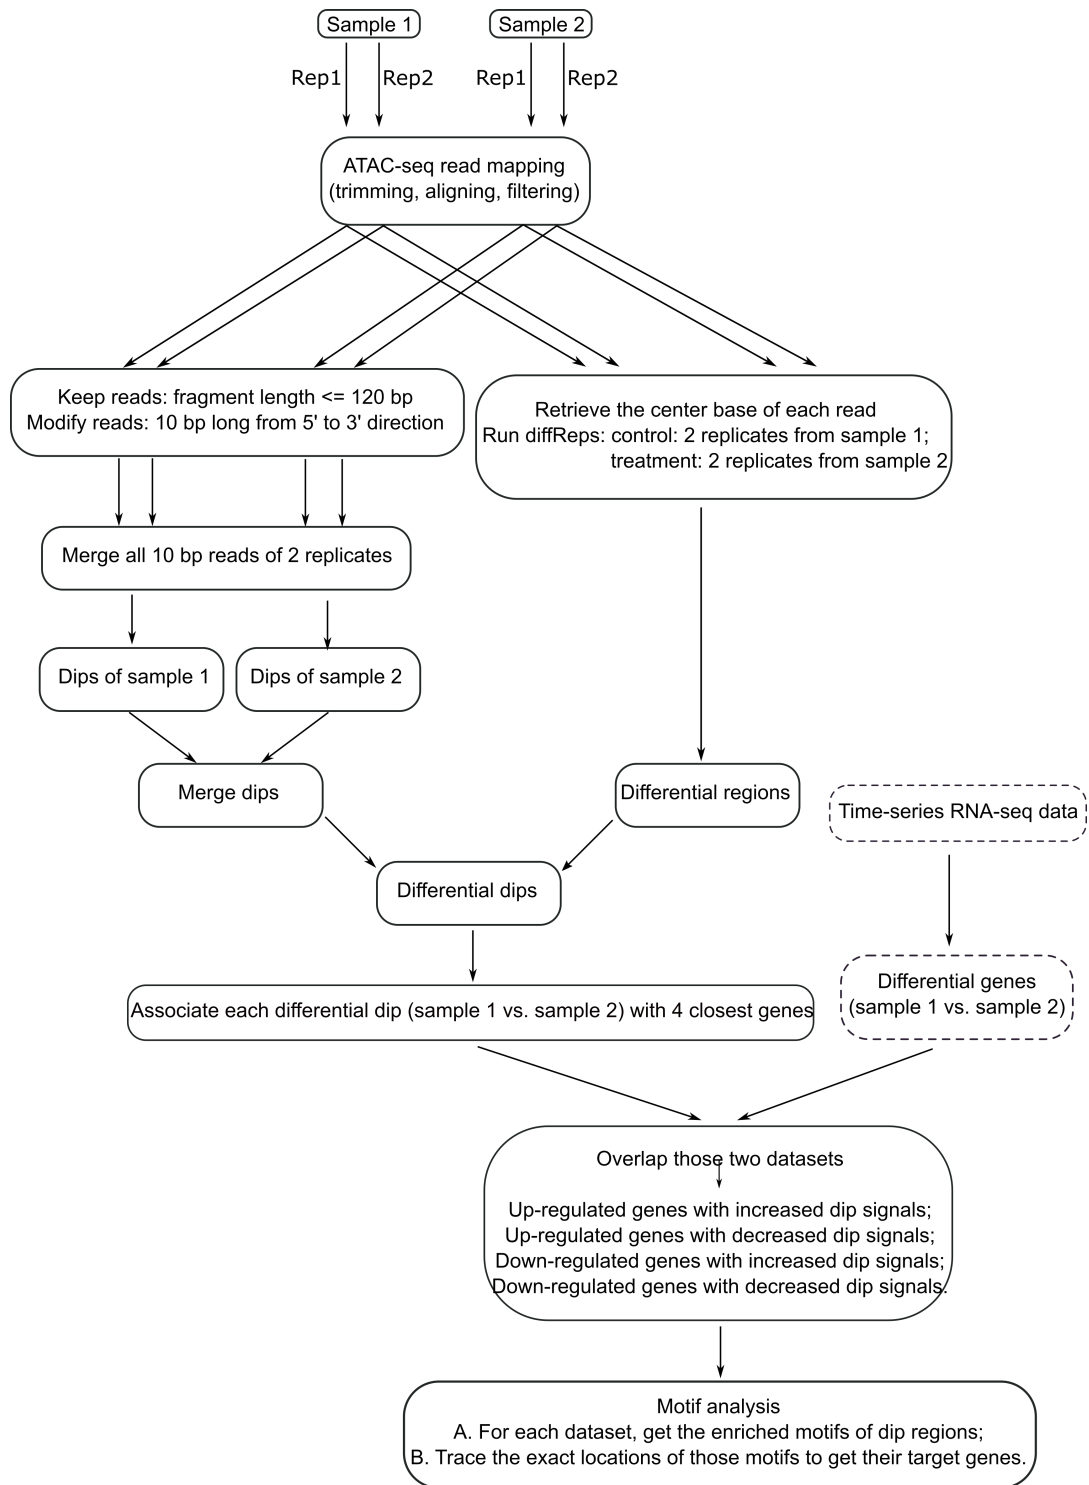 Sample 1
Sample 2
Rep1
Rep2
Rep1
Rep2
ATAC-seq read mapping
(trimming, aligning, filtering)
Keep reads: fragment length <= 120 bp
Modify reads: 10 bp long from 5' to 3' direction
Retrieve the center base of each read
Run diffReps: control: 2 replicates from sample 1;
treatment: 2 replicates from sample 2
Merge all 10 bp reads of 2 replicates
Dips of sample 1
Dips of sample 2
Merge dips
Differential regions
Time-series RNA-seq data
Differential dips
Differential genes
(sample 1 vs. sample 2)
Associate each differential dip (sample 1 vs. sample 2) with 4 closest genes
Overlap those two datasets
Up-regulated genes with increased dip signals;
Up-regulated genes with decreased dip signals;
Down-regulated genes with increased dip signals;
Down-regulated genes with decreased dip signals.
Motif analysis
A. For each dataset, get the enriched motifs of dip regions;
B. Trace the exact locations of those motifs to get their target genes.